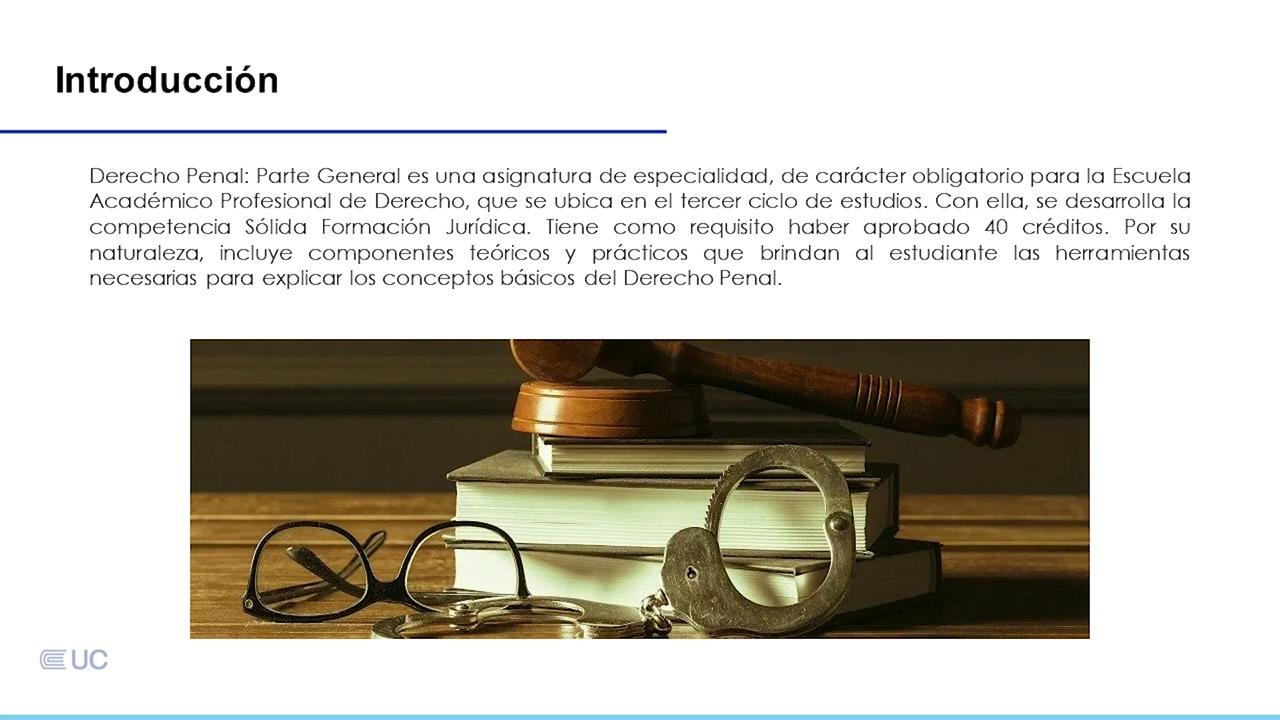 Introducción
Derecho Penal: Parte General es una asignatura de especialidad, de carácter obligatorio para la Escuela
Académico Profesional de Derecho, que se ubica en el tercer ciclo de estudios. Con ella, se desarrolla la
competencia Sólida Formación Jurídica. Tiene como requisito haber aprobado 40 créditos. Por su
naturaleza, incluye componentes teóricos y prácticos que brindan al estudiante las herramientas
necesarias para explicar los conceptos básicos del Derecho Penal.
UC